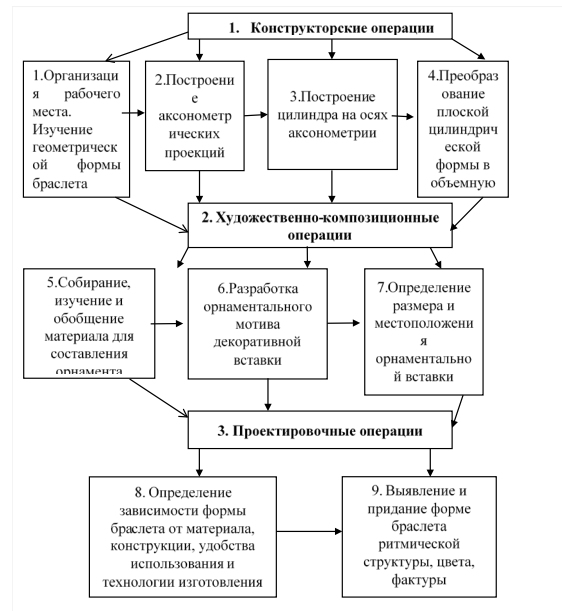 1. Конструкторские операции
1.Организаци
я рабочего
места.
Изучение
геометрическ
ой формы
браслета
2.Построени
е
аксонометр
ических
проекций
3.Построение
цилиндра на осях
аксонометрии
4.Преобраз
ование
плоской
цилиндрич
еской
формы в
объемную
2. Художественно-композиционные
операции
5.Собирание,
изучение и
обобщение
материала для
составления
орнамента
6.Разработка
орнаментального
мотива
декоративной
вставки
7.Определение
размера и
местоположени
я
орнаментально
й вставки
3. Проектировочные операции
8. Определение
зависимости формы
браслета от материала,
конструкции, удобства
использования и
технологии изготовления
9. Выявление и
придание форме
браслета
ритмической
структуры, цвета,
фактуры